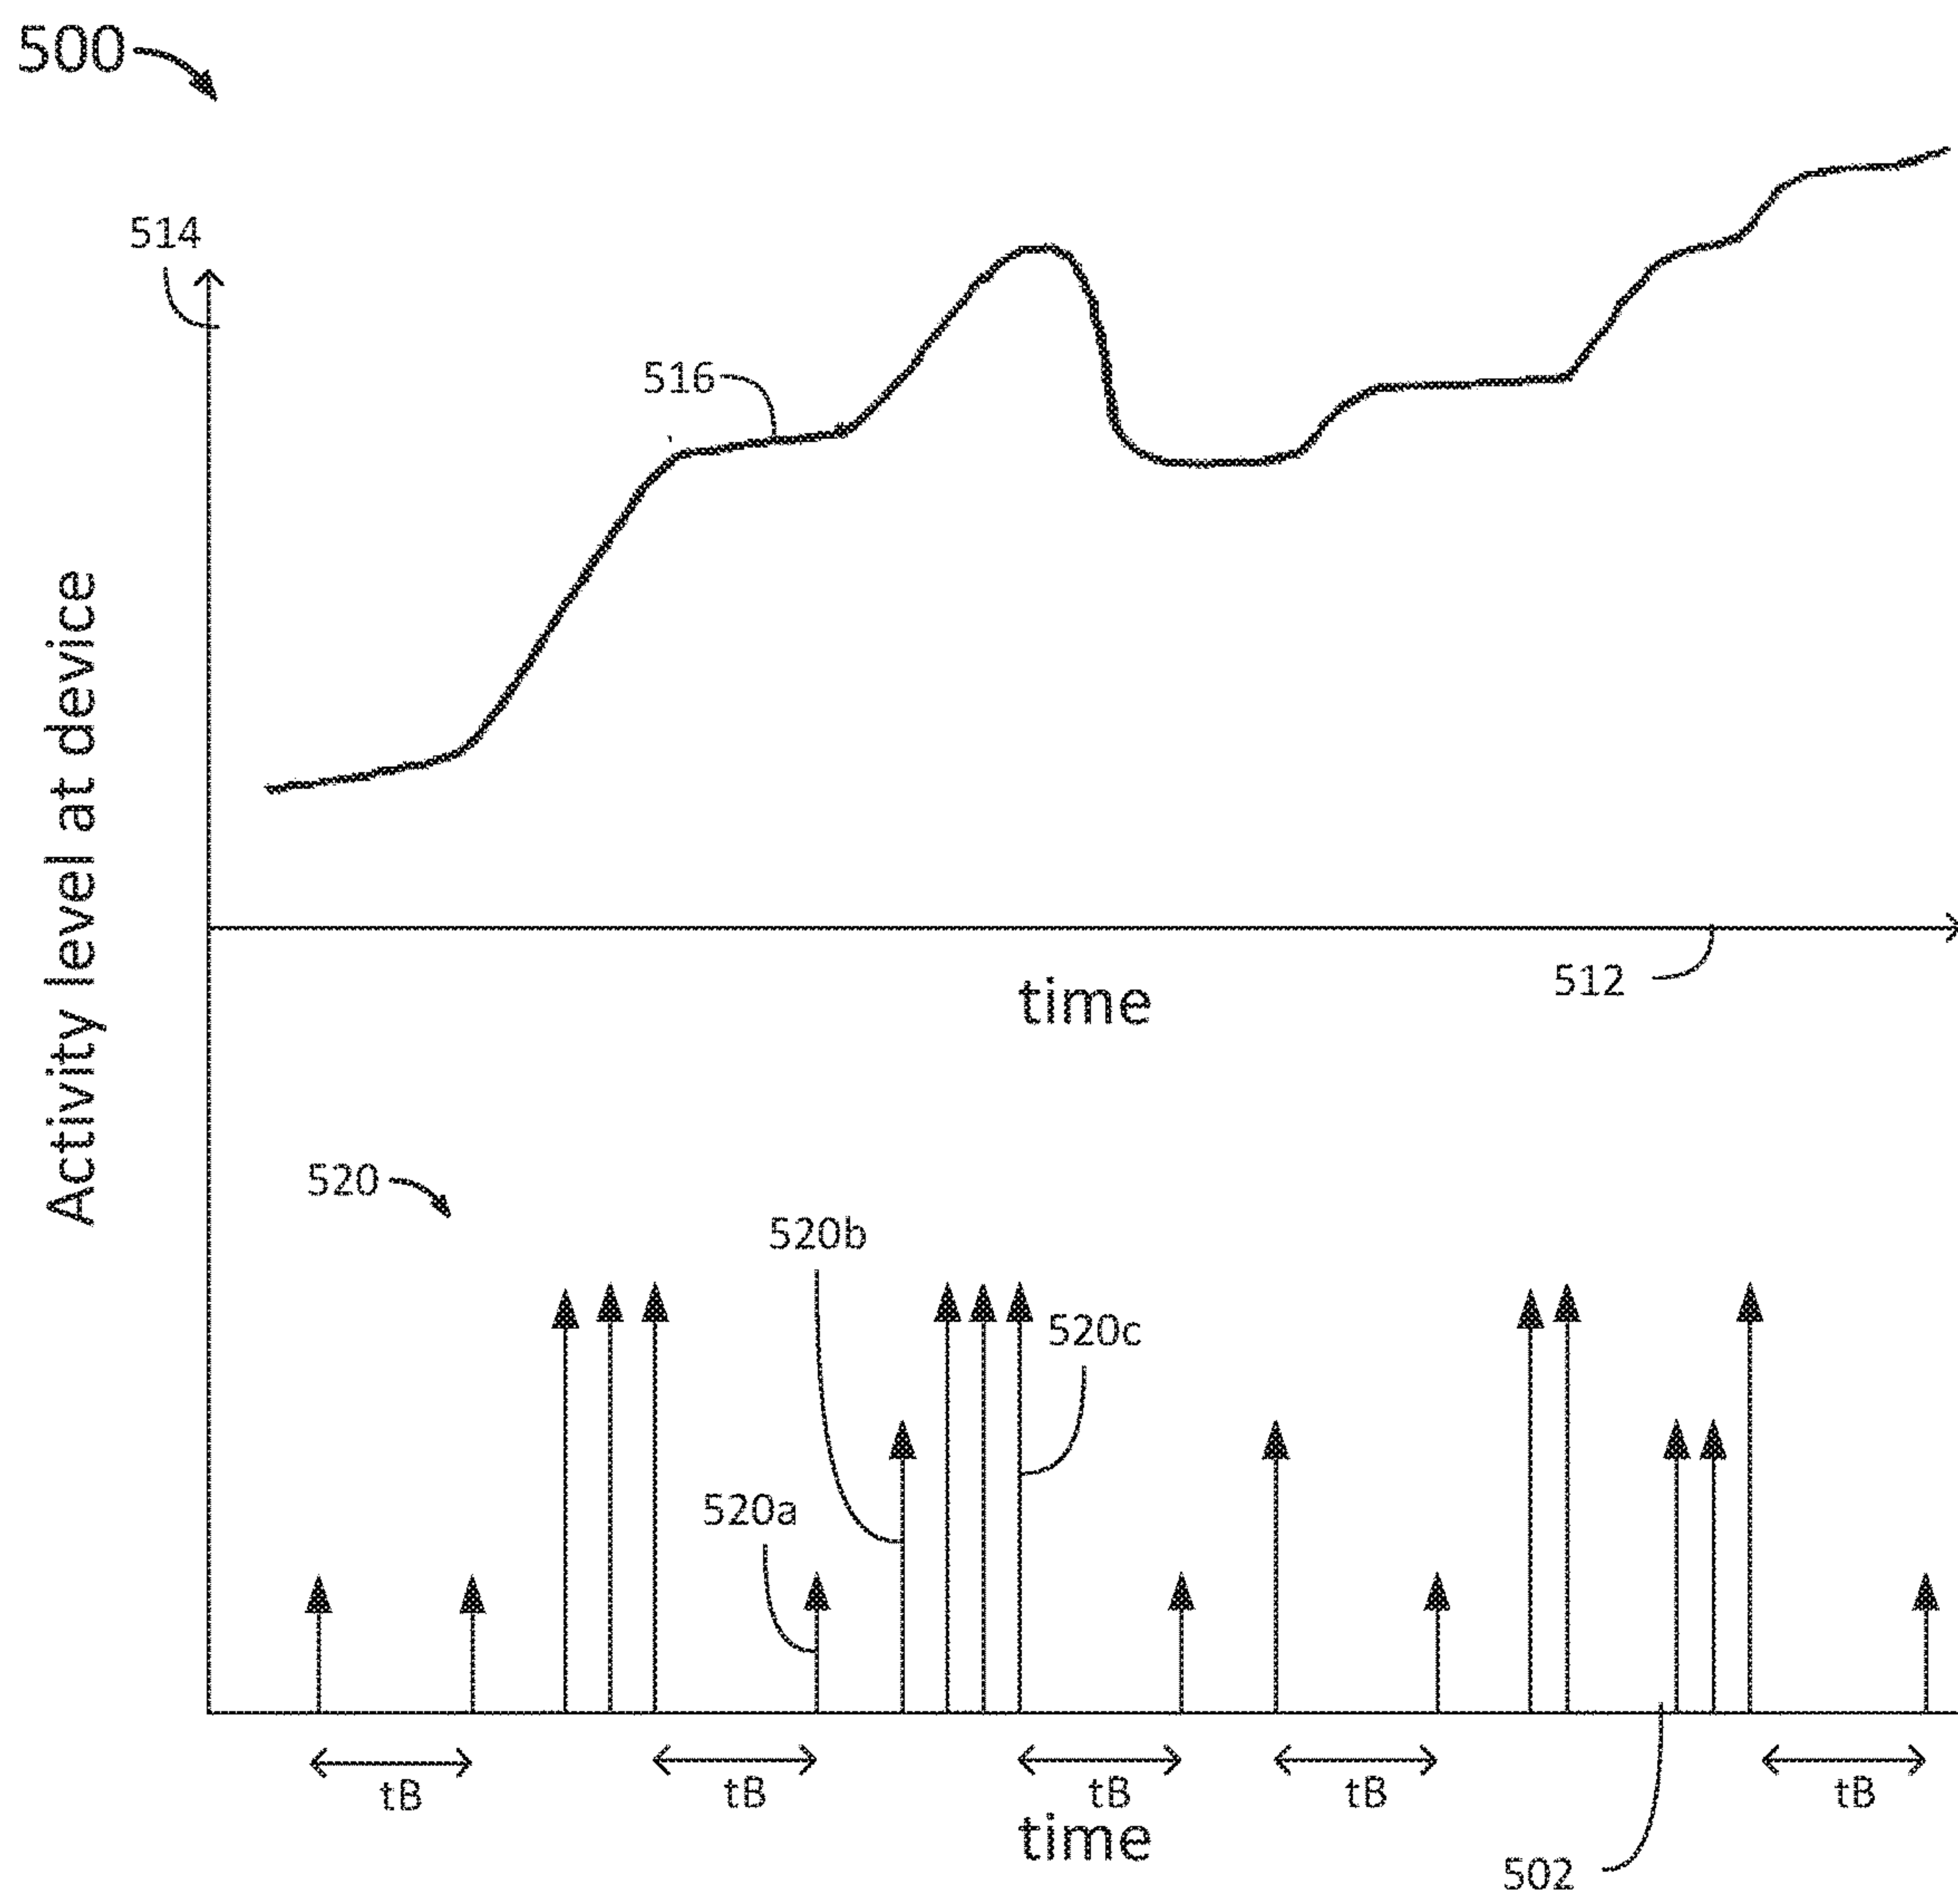 500
514
516
Activity level at device
512
time
520
520b
520c
520a
tB
tB
tB
tB
tB
time
502